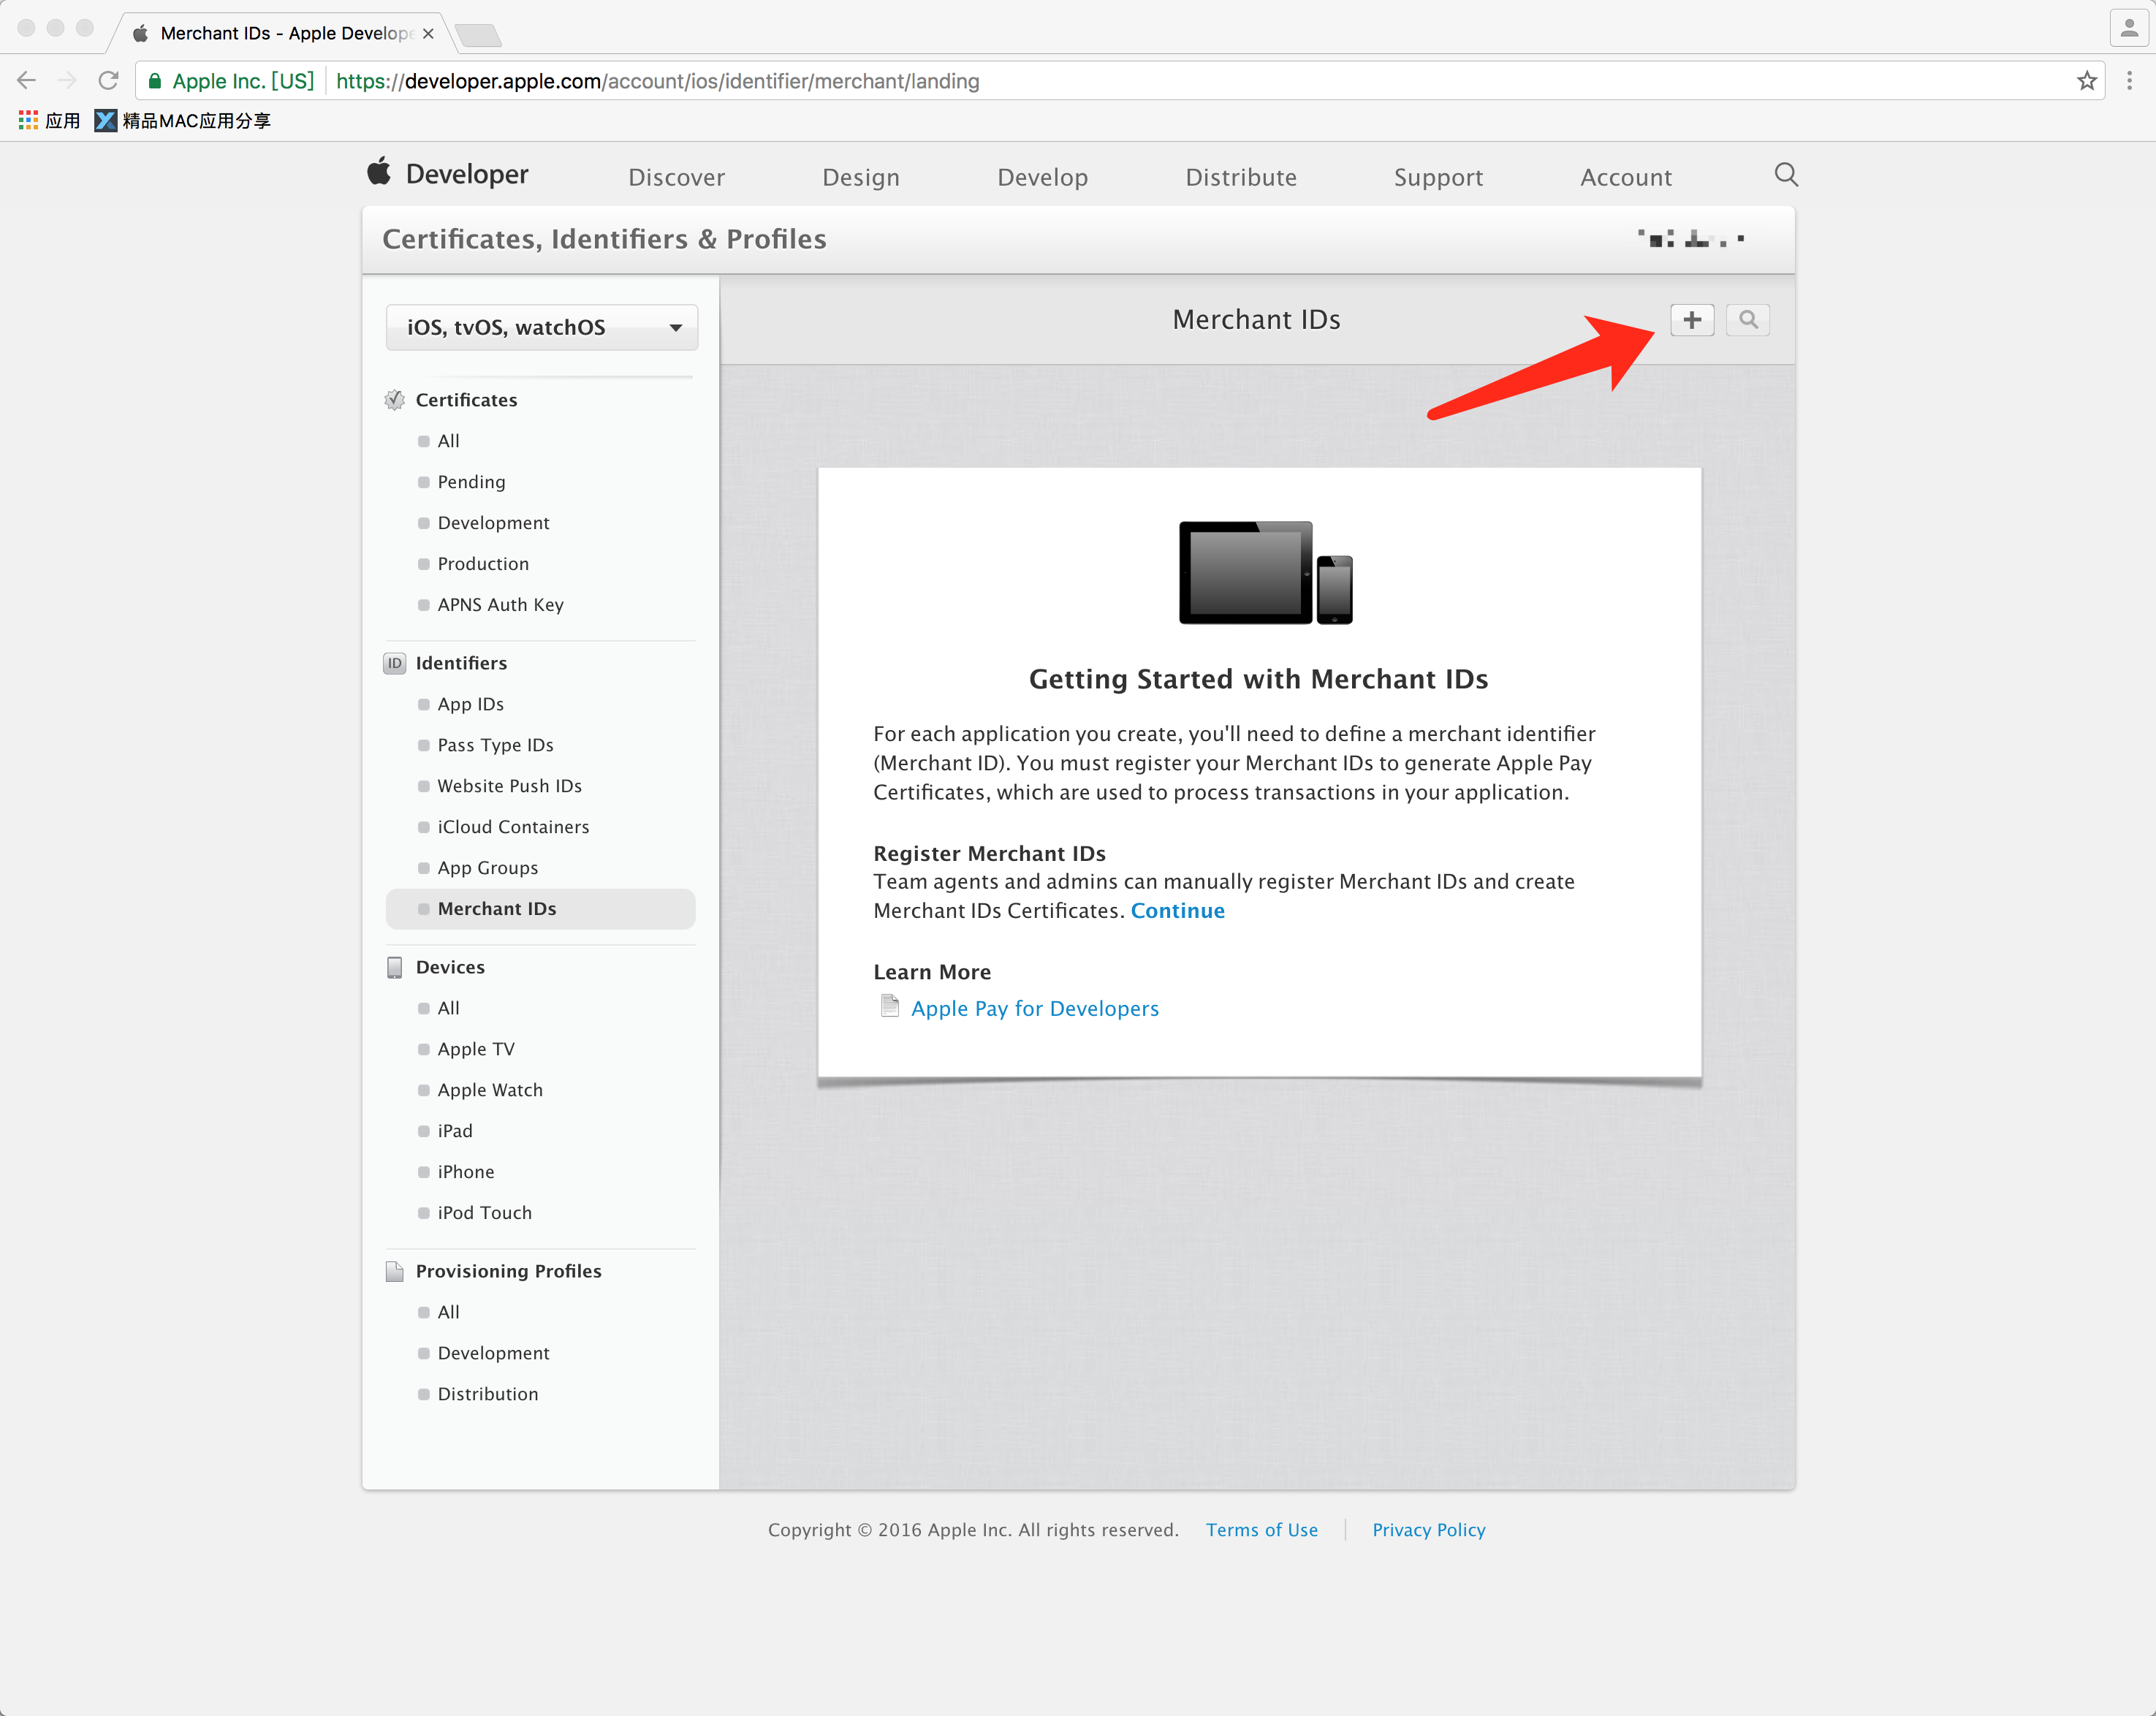 Merchant IDs - Apple Develope
Apple Inc. [US]
https://developer.apple.com/account/ios/identifier/merchant/landing
应用
精品MAC应用分享
Developer
Discover
Design
Develop
Distribute
Support
Account
Certificates, Identifiers & Profiles
iOS, tvOS, watchOS
Merchant IDs
Certificates
All
Pending
Development
Production
APNS Auth Key
ID
Identifiers
App IDs
Pass Type IDs
Website Push IDs
iCloud Containers
App Groups
Merchant IDs
Devices
All
Apple TV
Apple Watch
iPad
iPhone
iPod Touch
Provisioning Profiles
All
Development
Distribution
Getting Started with Merchant IDs
For each application you create, you'll need to define a merchant identifier
(Merchant ID). You must register your Merchant IDs to generate Apple Pay
Certificates, which are used to process transactions in your application.
Register Merchant IDs
Team agents and admins can manually register Merchant IDs and create
Merchant IDs Certificates. Continue
Learn More
Apple Pay for Developers
Copyright © 2016 Apple Inc. All rights reserved.
Terms of Use
Privacy Policy